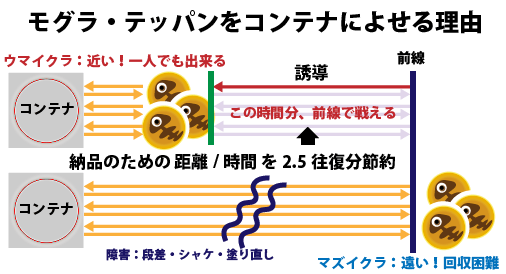 モグラ・テッパンをコンテナによせる理由
ウマイクラ：近い！一人でも出来る
前線
誘導
コンテナ
この時間分、前線で戦える
納品のための 距離 / 時間 を 2.5 往復分節約
コンテナ
障害：段差・シャケ・塗り直し
マズイクラ：遠い！回収困難